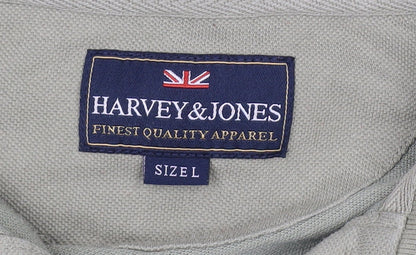 HARVEY&JONES
FINEST QUALITY APPAREL
SIZE L